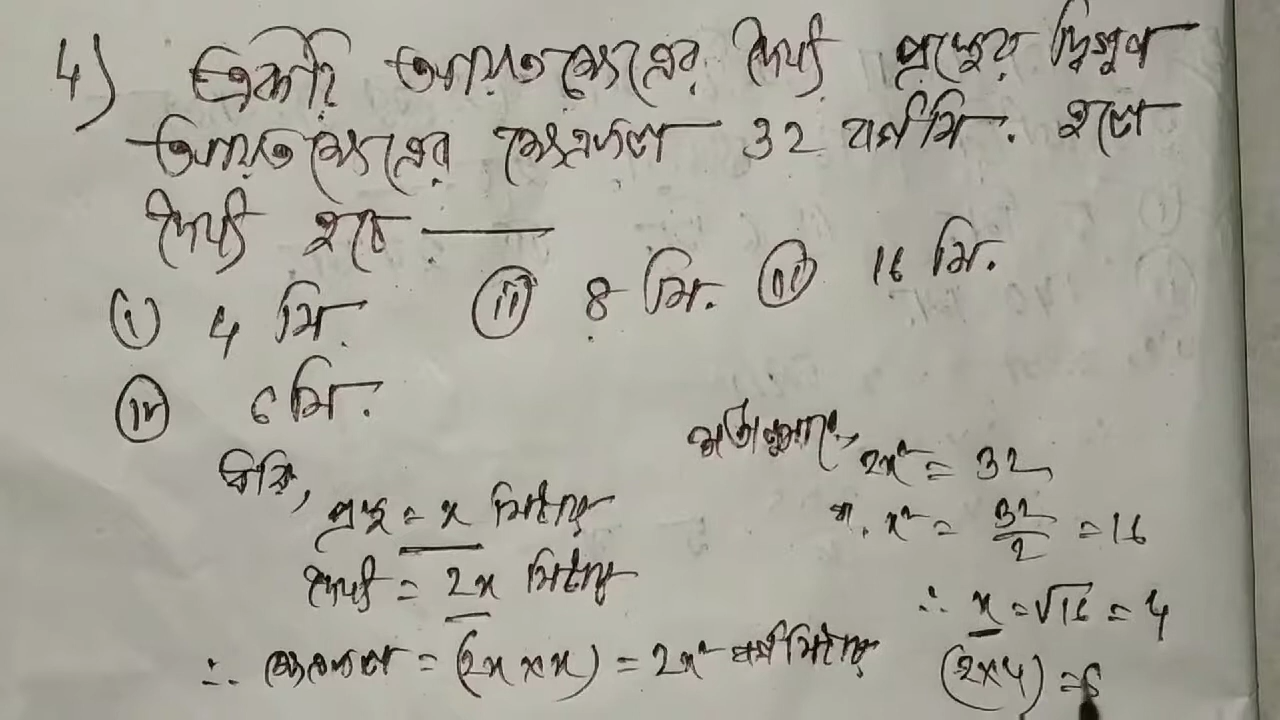 4) একটি আয়তক্ষেত্রের দৈর্ঘ্য প্রস্থের দ্বিগুণ
আয়তক্ষেত্রের ক্ষেত্রফল 32 বর্গমি. হলে
দৈর্ঘ্য হবে ———
(i) 4 মি. (ii) 8 মি. (iii) 16 মি.
(iv) 6 মি.
ধরি,
প্রস্থ = x মিটার
দৈর্ঘ্য = 2x মিটার
∴ ক্ষেত্রফল = (2x × x) = 2x² বর্গ মিটার
শর্তানুসারে, 2x² = 32
বা, x² = 32/2 = 16
∴ x = √16 = 4
(2×4) =